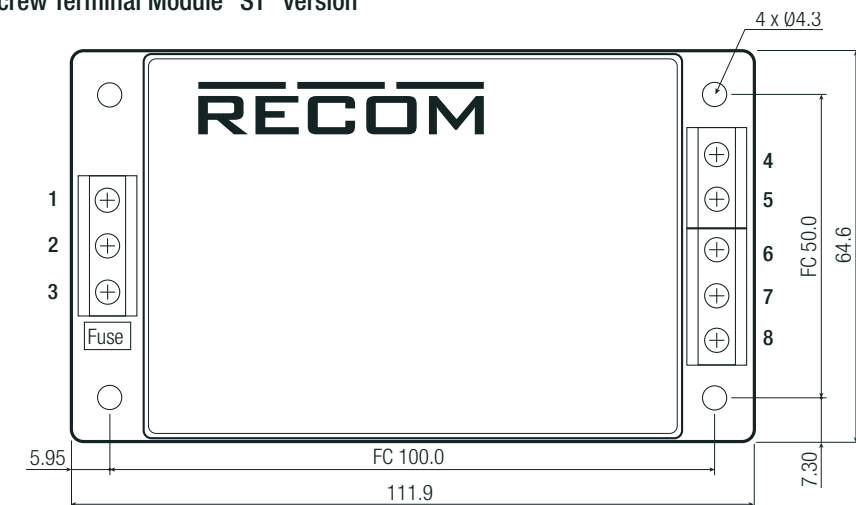 crew Terminal Module "ST" Version
4 x Ø4.3
RECOM
1
2
3
Fuse
4
5
6
7
8
FC 50.0
64.6
7.30
5.95
FC 100.0
111.9